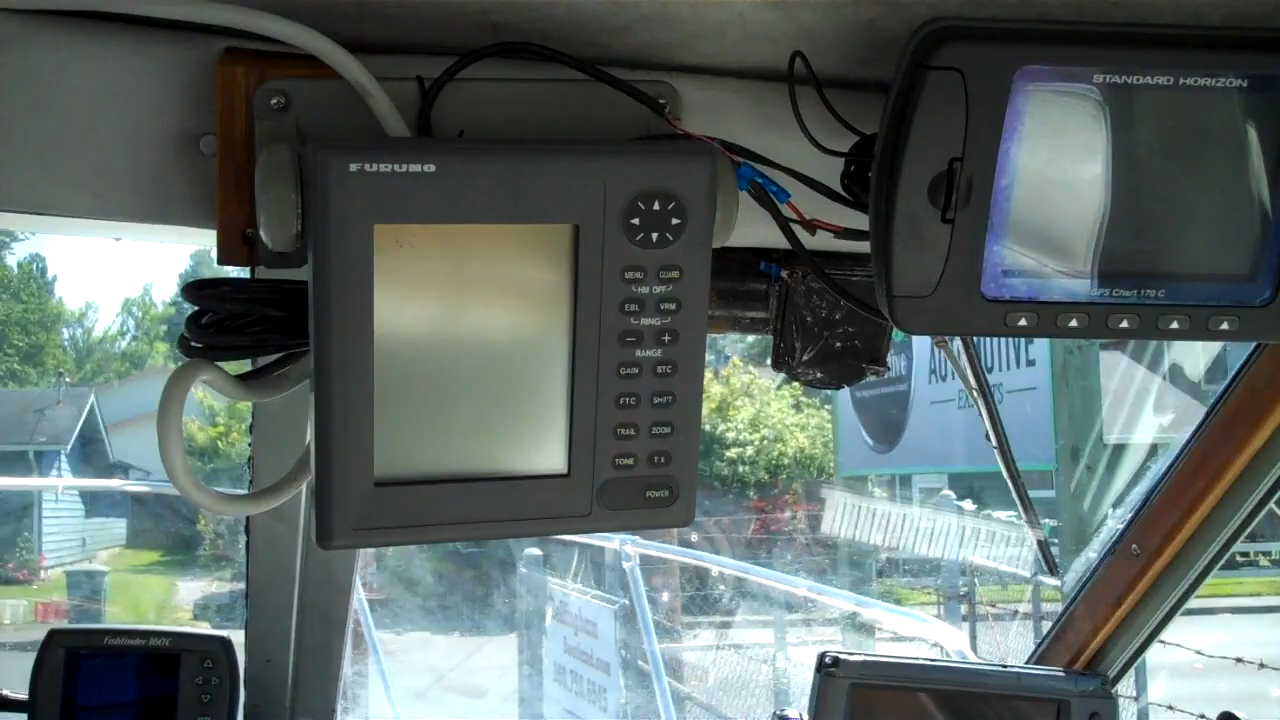 FURUNO
MENU GUARD
HM OFF
EBL VRM
RING
- +
RANGE
GAIN STC
FTC SHIFT
TRAIL ZOOM
TONE TX
POWER
STANDARD HORIZON
GPS Chart 170 C
AUTOMOTIVE
Fishfinder 160C
8